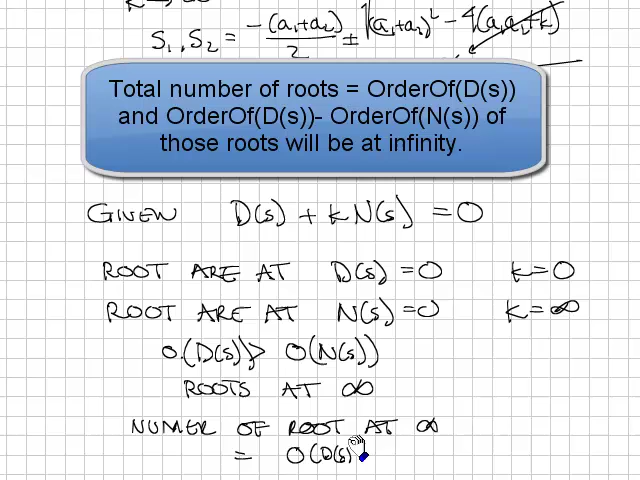 k → ∞
S₁, S₂ = -(a₁+a₂)/2 ± √(a₁+a₂)² - 4(a₁a₂+k)
Total number of roots = OrderOf(D(s))
and OrderOf(D(s))- OrderOf(N(s)) of
those roots will be at infinity.
GIVEN D(s) + kN(s) = 0
ROOT ARE AT D(s) = 0 k = 0
ROOT ARE AT N(s) = 0 k = ∞
O(D(s)) > O(N(s))
ROOTS AT ∞
NUMER OF ROOT AT ∞
= O(D(s)